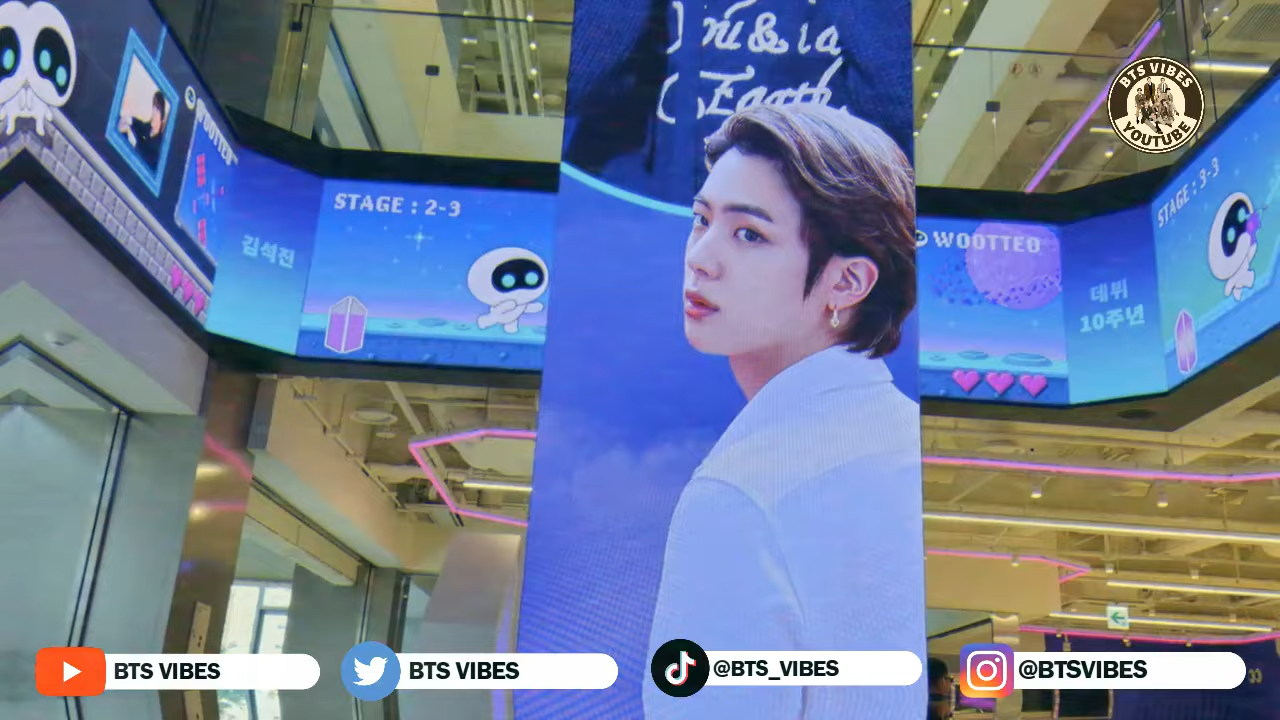 Earth
BTS VIBES
YOUTUBE
WOOTTEO
김석진
STAGE : 2-3
WOOTTEO
데뷔
10주년
STAGE : 3-3
BTS VIBES
BTS VIBES
@BTS_VIBES
@BTSVIBES